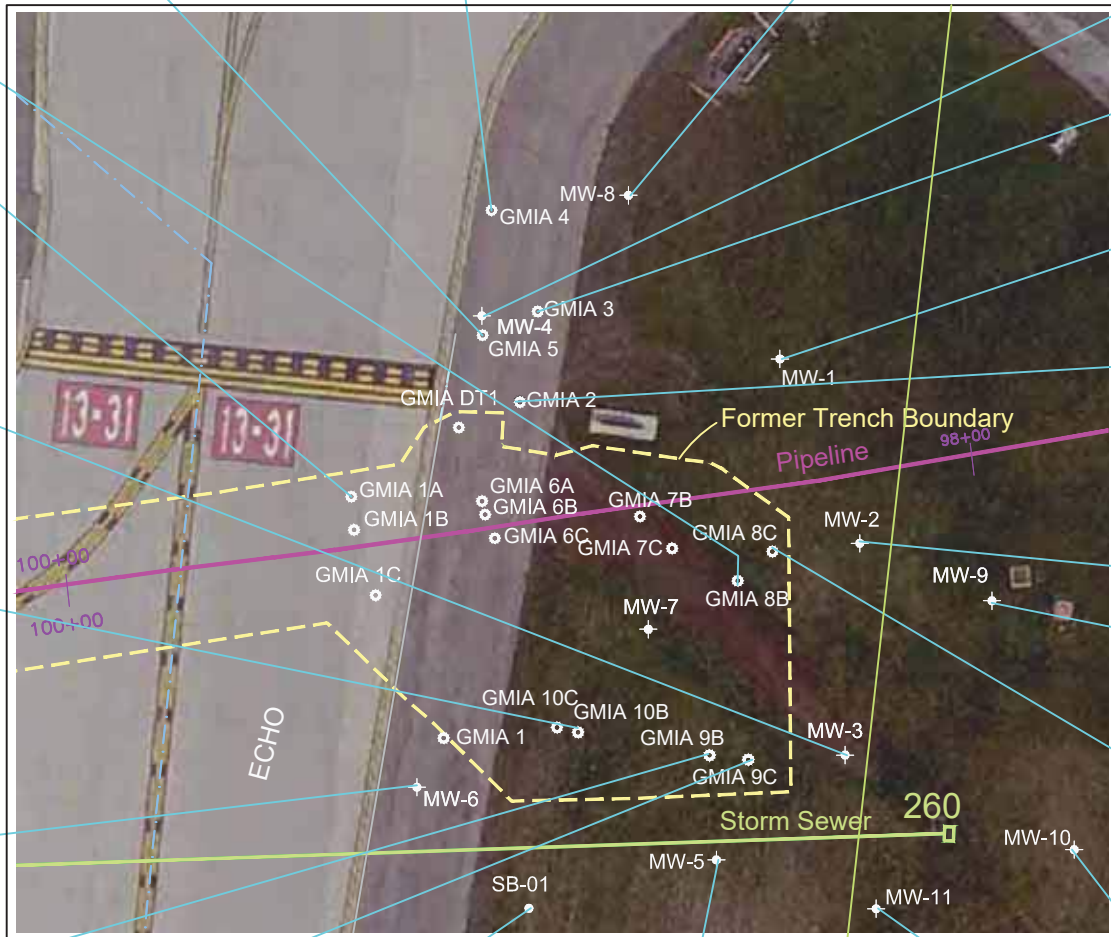 MW-8
GMIA 4
GMIA 3
MW-4
GMIA 5
MW-1
GMIA DT1
GMIA 2
13-31
13-31
Former Trench Boundary
98+00
Pipeline
GMIA 1A
GMIA 6A
GMIA 6B
GMIA 7B
GMIA 1B
GMIA 6C
GMIA 7C
GMIA 8C
MW-2
100+00
GMIA 1C
GMIA 8B
MW-9
100+00
MW-7
GMIA 10C
GMIA 10B
ECHO
GMIA 1
GMIA 9B
MW-3
GMIA 9C
MW-6
260
Storm Sewer
MW-5
MW-10
SB-01
MW-11